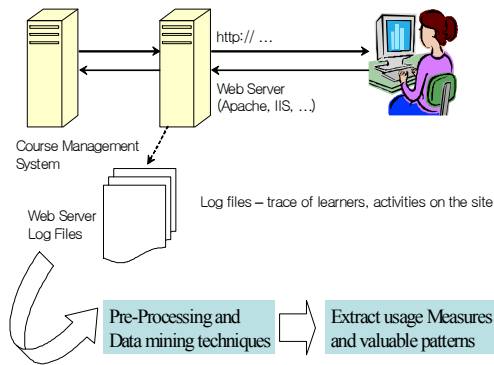 http:// …
Web Server
(Apache, IIS, …)
Course Management
System
Log files – trace of learners, activities on the site
Web Server
Log Files
Pre-Processing and
Data mining techniques
Extract usage Measures
and valuable patterns